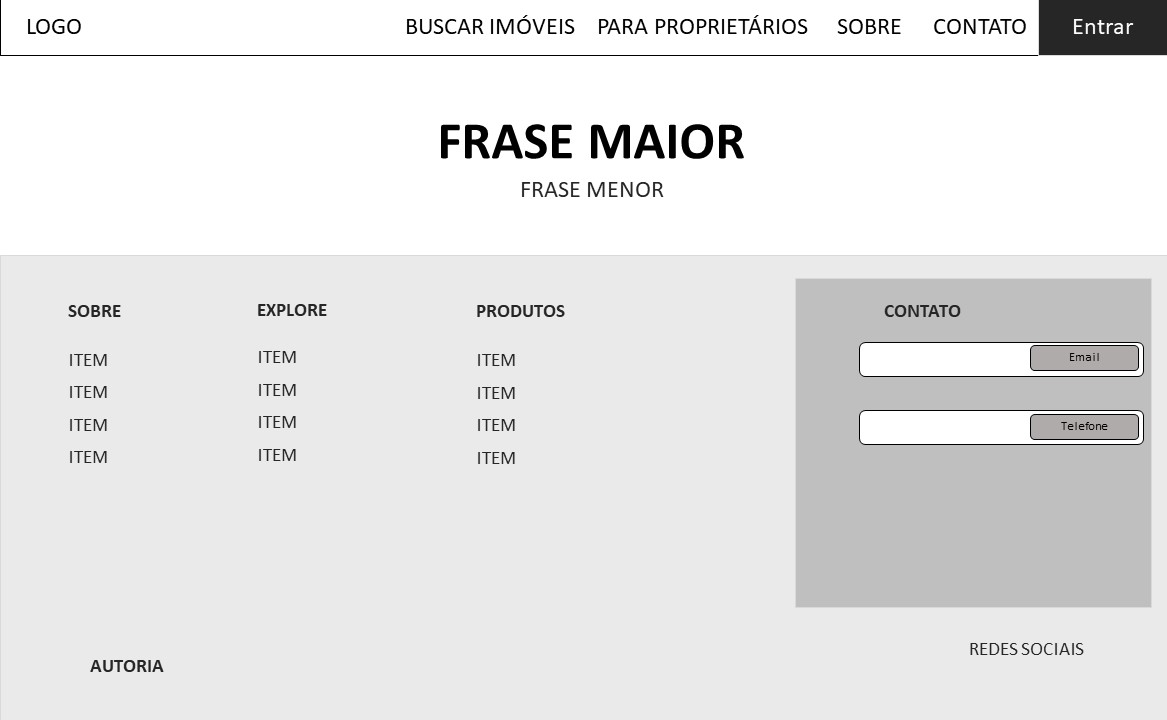 LOGO
BUSCAR IMÓVEIS
PARA PROPRIETÁRIOS
SOBRE
CONTATO
Entrar
FRASE MAIOR
FRASE MENOR
SOBRE
ITEM
ITEM
ITEM
ITEM
EXPLORE
ITEM
ITEM
ITEM
ITEM
PRODUTOS
ITEM
ITEM
ITEM
ITEM
CONTATO
Email
Telefone
REDES SOCIAIS
AUTORIA